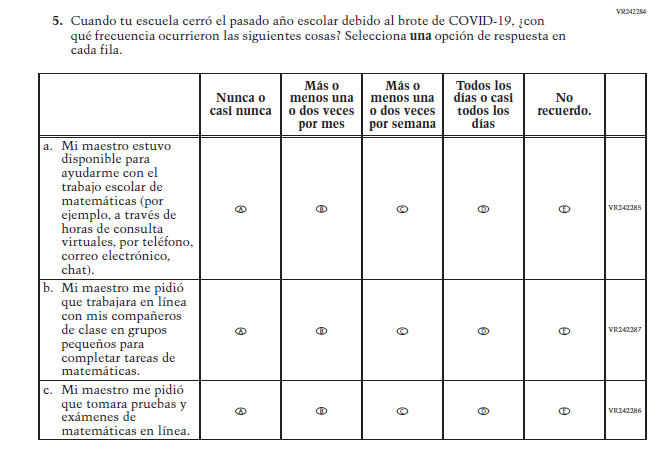 VR242284
5. Cuando tu escuela cerró el pasado año escolar debido al brote de COVID-19, ¿con
qué frecuencia ocurrieron las siguientes cosas? Selecciona una opción de respuesta en
cada fila.
Nunca o
casi nunca
Más o
menos una
o dos veces
por mes
Más o
menos una
o dos veces
por semana
Todos los
días o casi
todos los
días
No
recuerdo.
a. Mi maestro estuvo
disponible para
ayudarme con el
trabajo escolar de
matemáticas (por
ejemplo, a través de
horas de consulta
virtuales, por teléfono,
correo electrónico,
chat).
A B C D E VR242285
b. Mi maestro me pidió
que trabajara en línea
con mis compañeros
de clase en grupos
pequeños para
completar tareas de
matemáticas.
A B C D E VR242287
c. Mi maestro me pidió
que tomara pruebas y
exámenes de
matemáticas en línea.
A B C D E VR242286